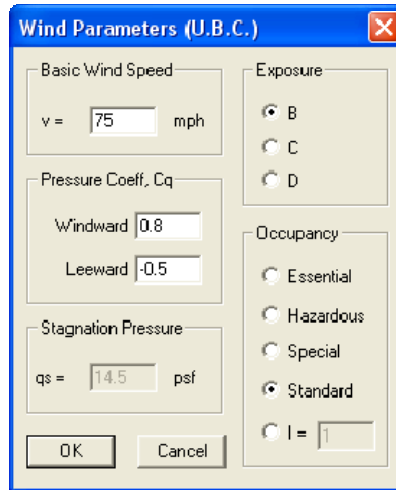 Wind Parameters (U.B.C.)
Basic Wind Speed
v = 75 mph
Pressure Coeff, Cq
Windward 0.8
Leeward -0.5
Stagnation Pressure
qs = 14.5 psf
OK Cancel
Exposure
B
C
D
Occupancy
Essential
Hazardous
Special
Standard
I = 1